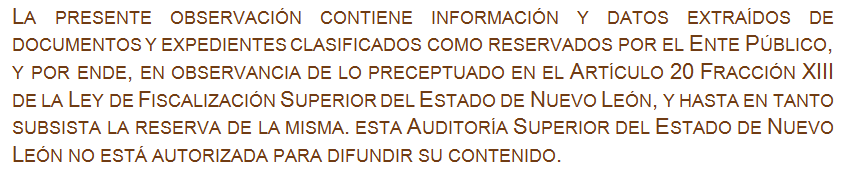 LA PRESENTE OBSERVACIÓN CONTIENE INFORMACIÓN Y DATOS EXTRAÍDOS DE
DOCUMENTOS Y EXPEDIENTES CLASIFICADOS COMO RESERVADOS POR EL ENTE PÚBLICO,
Y POR ENDE, EN OBSERVANCIA DE LO PRECEPTUADO EN EL ARTÍCULO 20 FRACCIÓN XIII
DE LA LEY DE FISCALIZACIÓN SUPERIOR DEL ESTADO DE NUEVO LEÓN, Y HASTA EN TANTO
SUBSISTA LA RESERVA DE LA MISMA. ESTA AUDITORÍA SUPERIOR DEL ESTADO DE NUEVO
LEÓN NO ESTÁ AUTORIZADA PARA DIFUNDIR SU CONTENIDO.